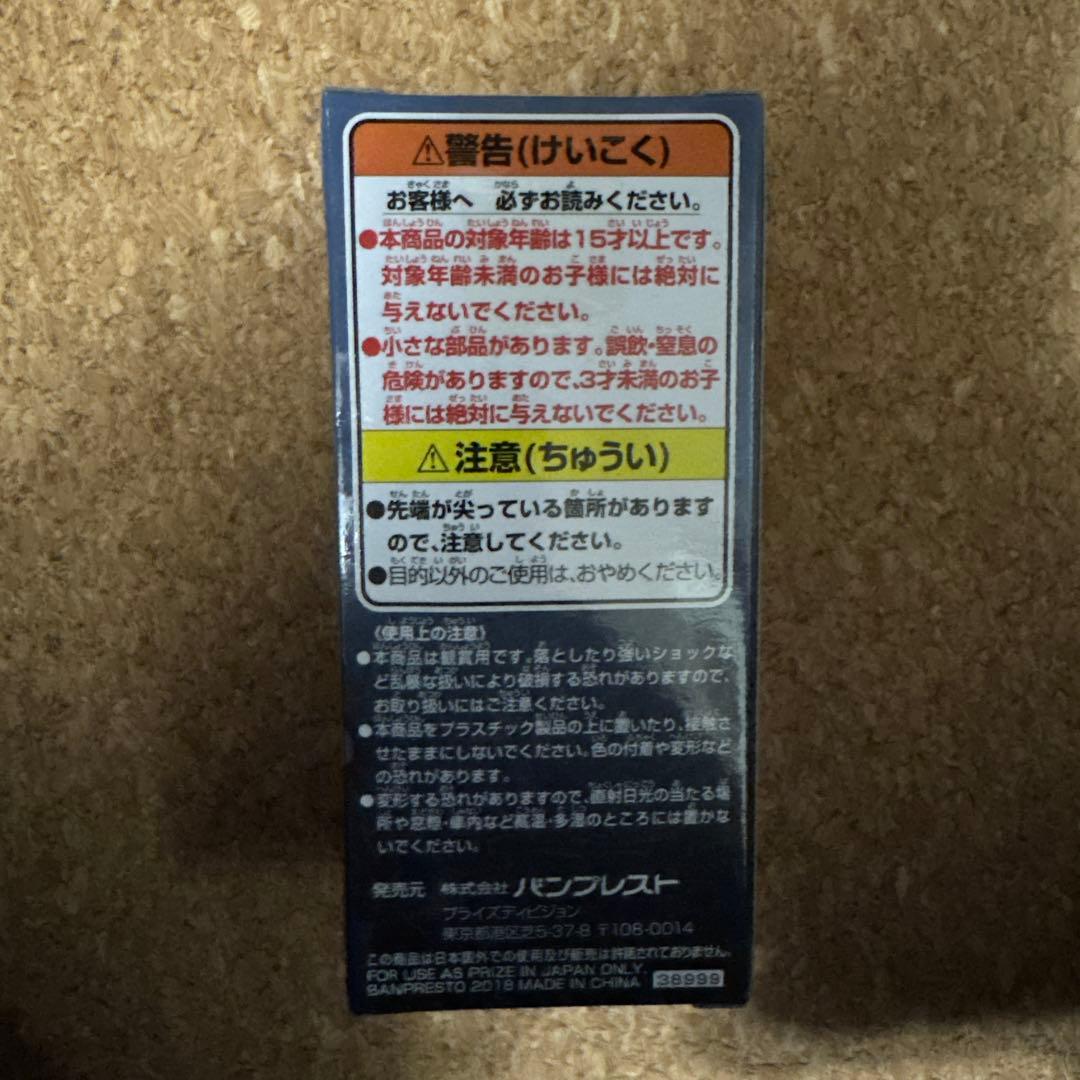 ⚠警告(けいこく)
お客様へ 必ずお読みください。
●本商品の対象年齢は15才以上です。
対象年齢未満のお子様には絶対に
与えないでください。
●小さな部品があります。誤飲・窒息の
危険がありますので、3才未満のお子
様には絶対に与えないでください。
⚠注意(ちゅうい)
●先端が尖っている箇所があります
ので、注意してください。
●目的以外のご使用は、おやめください。
《使用上の注意》
●本商品は観賞用です。落としたり強いショックな
ど乱暴な扱いにより破損する恐れがありますので、
お取り扱いにはご注意ください。
●本商品をプラスチック製品の上に置いたり、接触さ
せたままにしないでください。色の付着や変形など
の恐れがあります。
●変形する恐れがありますので、直射日光の当たる場
所や窓際・車内など高温・多湿のところには置かな
いでください。
発売元 株式会社 バンプレスト
プライズディビジョン
東京都港区芝5-37-8 〒108-0014
この商品は日本国外での使用及び販売は許諾されておりません。
FOR USE AS PRIZE IN JAPAN ONLY.
BANPRESTO 2018 MADE IN CHINA 38999